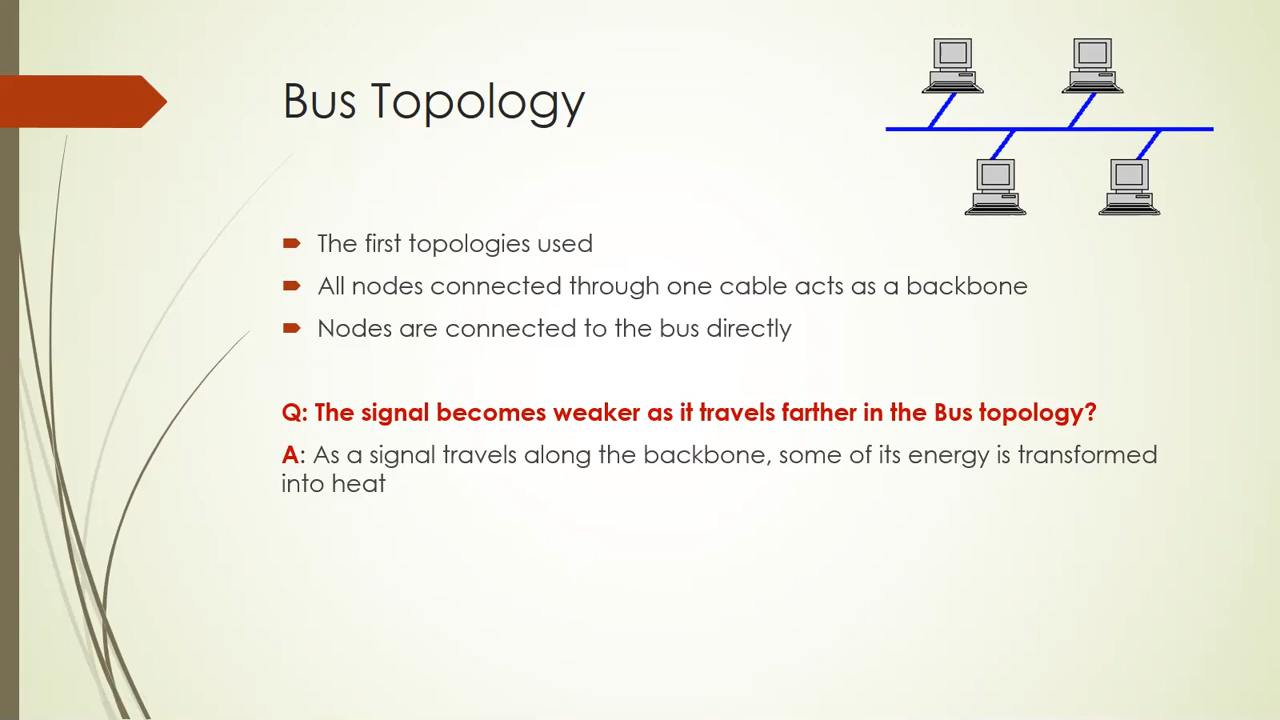 Bus Topology
The first topologies used
All nodes connected through one cable acts as a backbone
Nodes are connected to the bus directly
Q: The signal becomes weaker as it travels farther in the Bus topology?
A: As a signal travels along the backbone, some of its energy is transformed
into heat